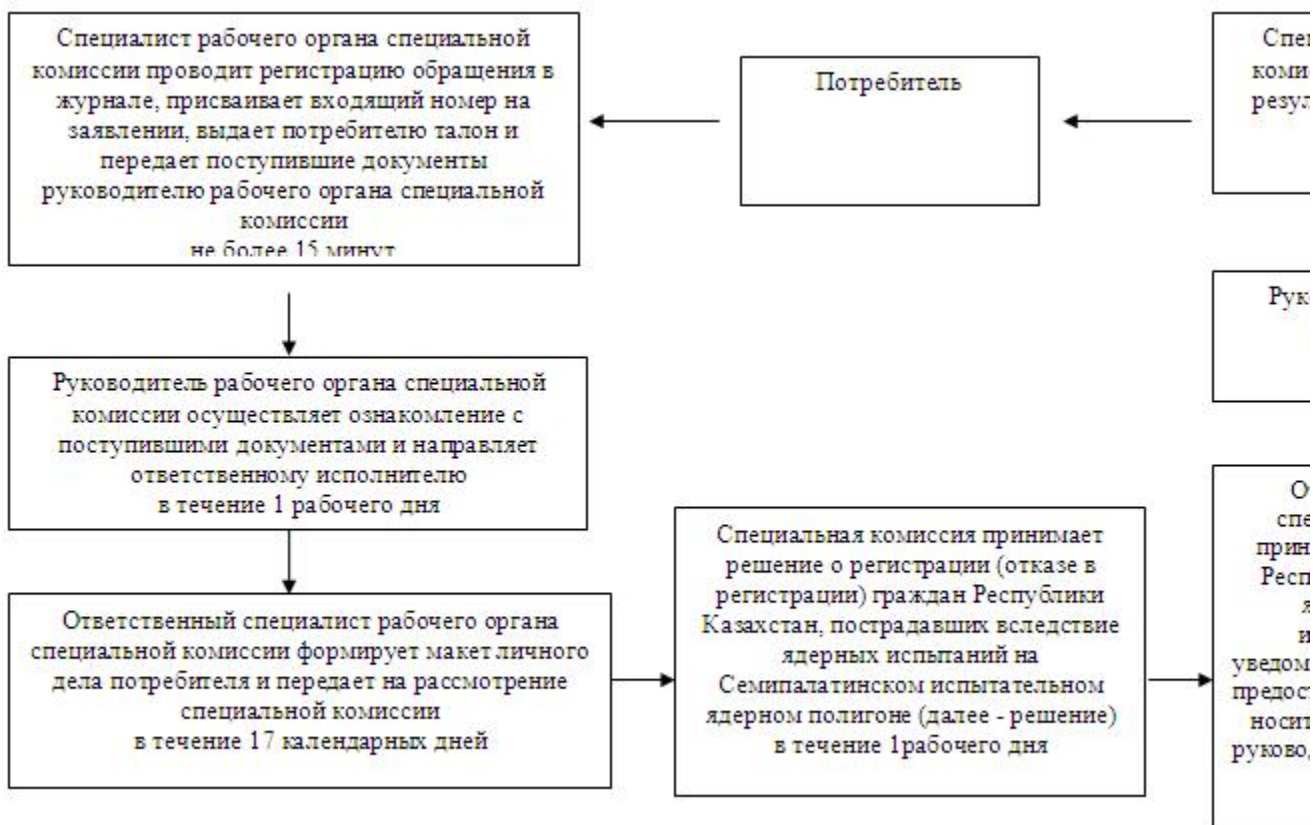 Специалист рабочего органа специальной
комиссии проводит регистрацию обращения в
журнале, присваивает входящий номер на
заявлении, выдает потребителю талон и
передает поступившие документы
руководителю рабочего органа специальной
комиссии
не более 15 минут
Потребитель
Руководитель рабочего органа специальной
комиссии осуществляет ознакомление с
поступившими документами и направляет
ответственному исполнителю
в течение 1 рабочего дня
Ответственный специалист рабочего органа
специальной комиссии формирует макет личного
дела потребителя и передает на рассмотрение
специальной комиссии
в течение 17 календарных дней
Специальная комиссия принимает
решение о регистрации (отказе в
регистрации) граждан Республики
Казахстан, пострадавших вследствие
ядерных испытаний на
Семипалатинском испытательном
ядерном полигоне (далее - решение)
в течение 1рабочего дня